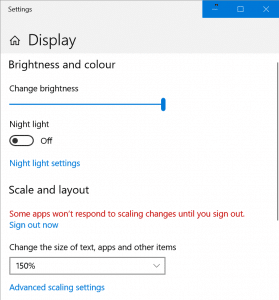 Settings
Display
Brightness and colour
Change brightness
Night light
Off
Night light settings
Scale and layout
Some apps won't respond to scaling changes until you sign out.
Sign out now
Change the size of text, apps and other items
150%
Advanced scaling settings